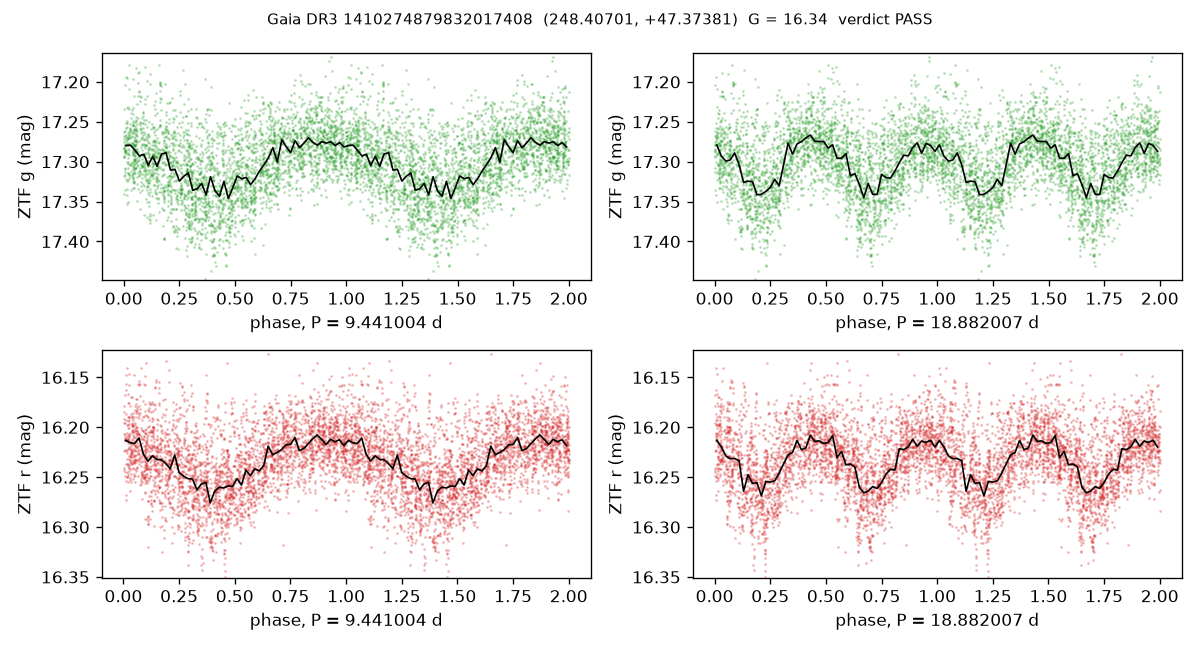 Gaia DR3 1410274879832017408 (248.40701, +47.37381) G = 16.34 verdict PASS
ZTF g (mag)
17.20
17.25
17.30
17.35
17.40
0.00 0.25 0.50 0.75 1.00 1.25 1.50 1.75 2.00
phase, P = 9.441004 d
ZTF g (mag)
17.20
17.25
17.30
17.35
17.40
0.00 0.25 0.50 0.75 1.00 1.25 1.50 1.75 2.00
phase, P = 18.882007 d
ZTF r (mag)
16.15
16.20
16.25
16.30
16.35
0.00 0.25 0.50 0.75 1.00 1.25 1.50 1.75 2.00
phase, P = 9.441004 d
ZTF r (mag)
16.15
16.20
16.25
16.30
16.35
0.00 0.25 0.50 0.75 1.00 1.25 1.50 1.75 2.00
phase, P = 18.882007 d